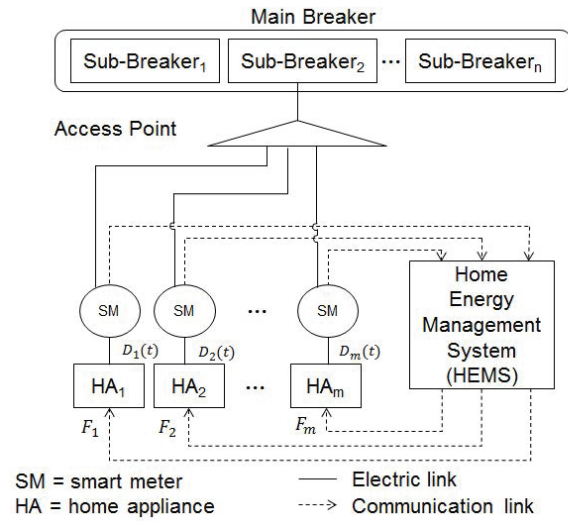 Main Breaker
Sub-Breaker₁ Sub-Breaker₂ ••• Sub-Breakerₙ
Access Point
SM SM ••• SM
Home
Energy
Management
System
(HEMS)
D₁(t) D₂(t) Dₘ(t)
HA₁ HA₂ ••• HAₘ
F₁ F₂ Fₘ
SM = smart meter
HA = home appliance
Electric link
Communication link